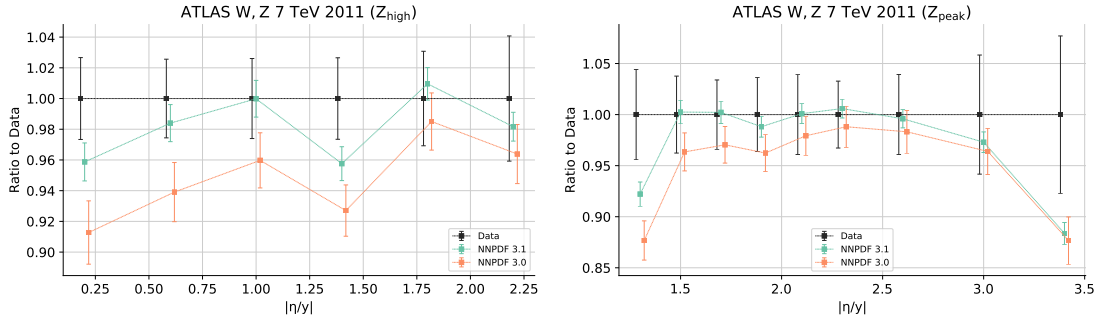 ATLAS W, Z 7 TeV 2011 (Zhigh)
Ratio to Data
1.04
1.02
1.00
0.98
0.96
0.94
0.92
0.90
0.25
0.50
0.75
1.00
1.25
1.50
1.75
2.00
2.25
|η/y|
Data
NNPDF 3.1
NNPDF 3.0
ATLAS W, Z 7 TeV 2011 (Zpeak)
Ratio to Data
1.05
1.00
0.95
0.90
0.85
1.5
2.0
2.5
3.0
3.5
|η/y|
Data
NNPDF 3.1
NNPDF 3.0